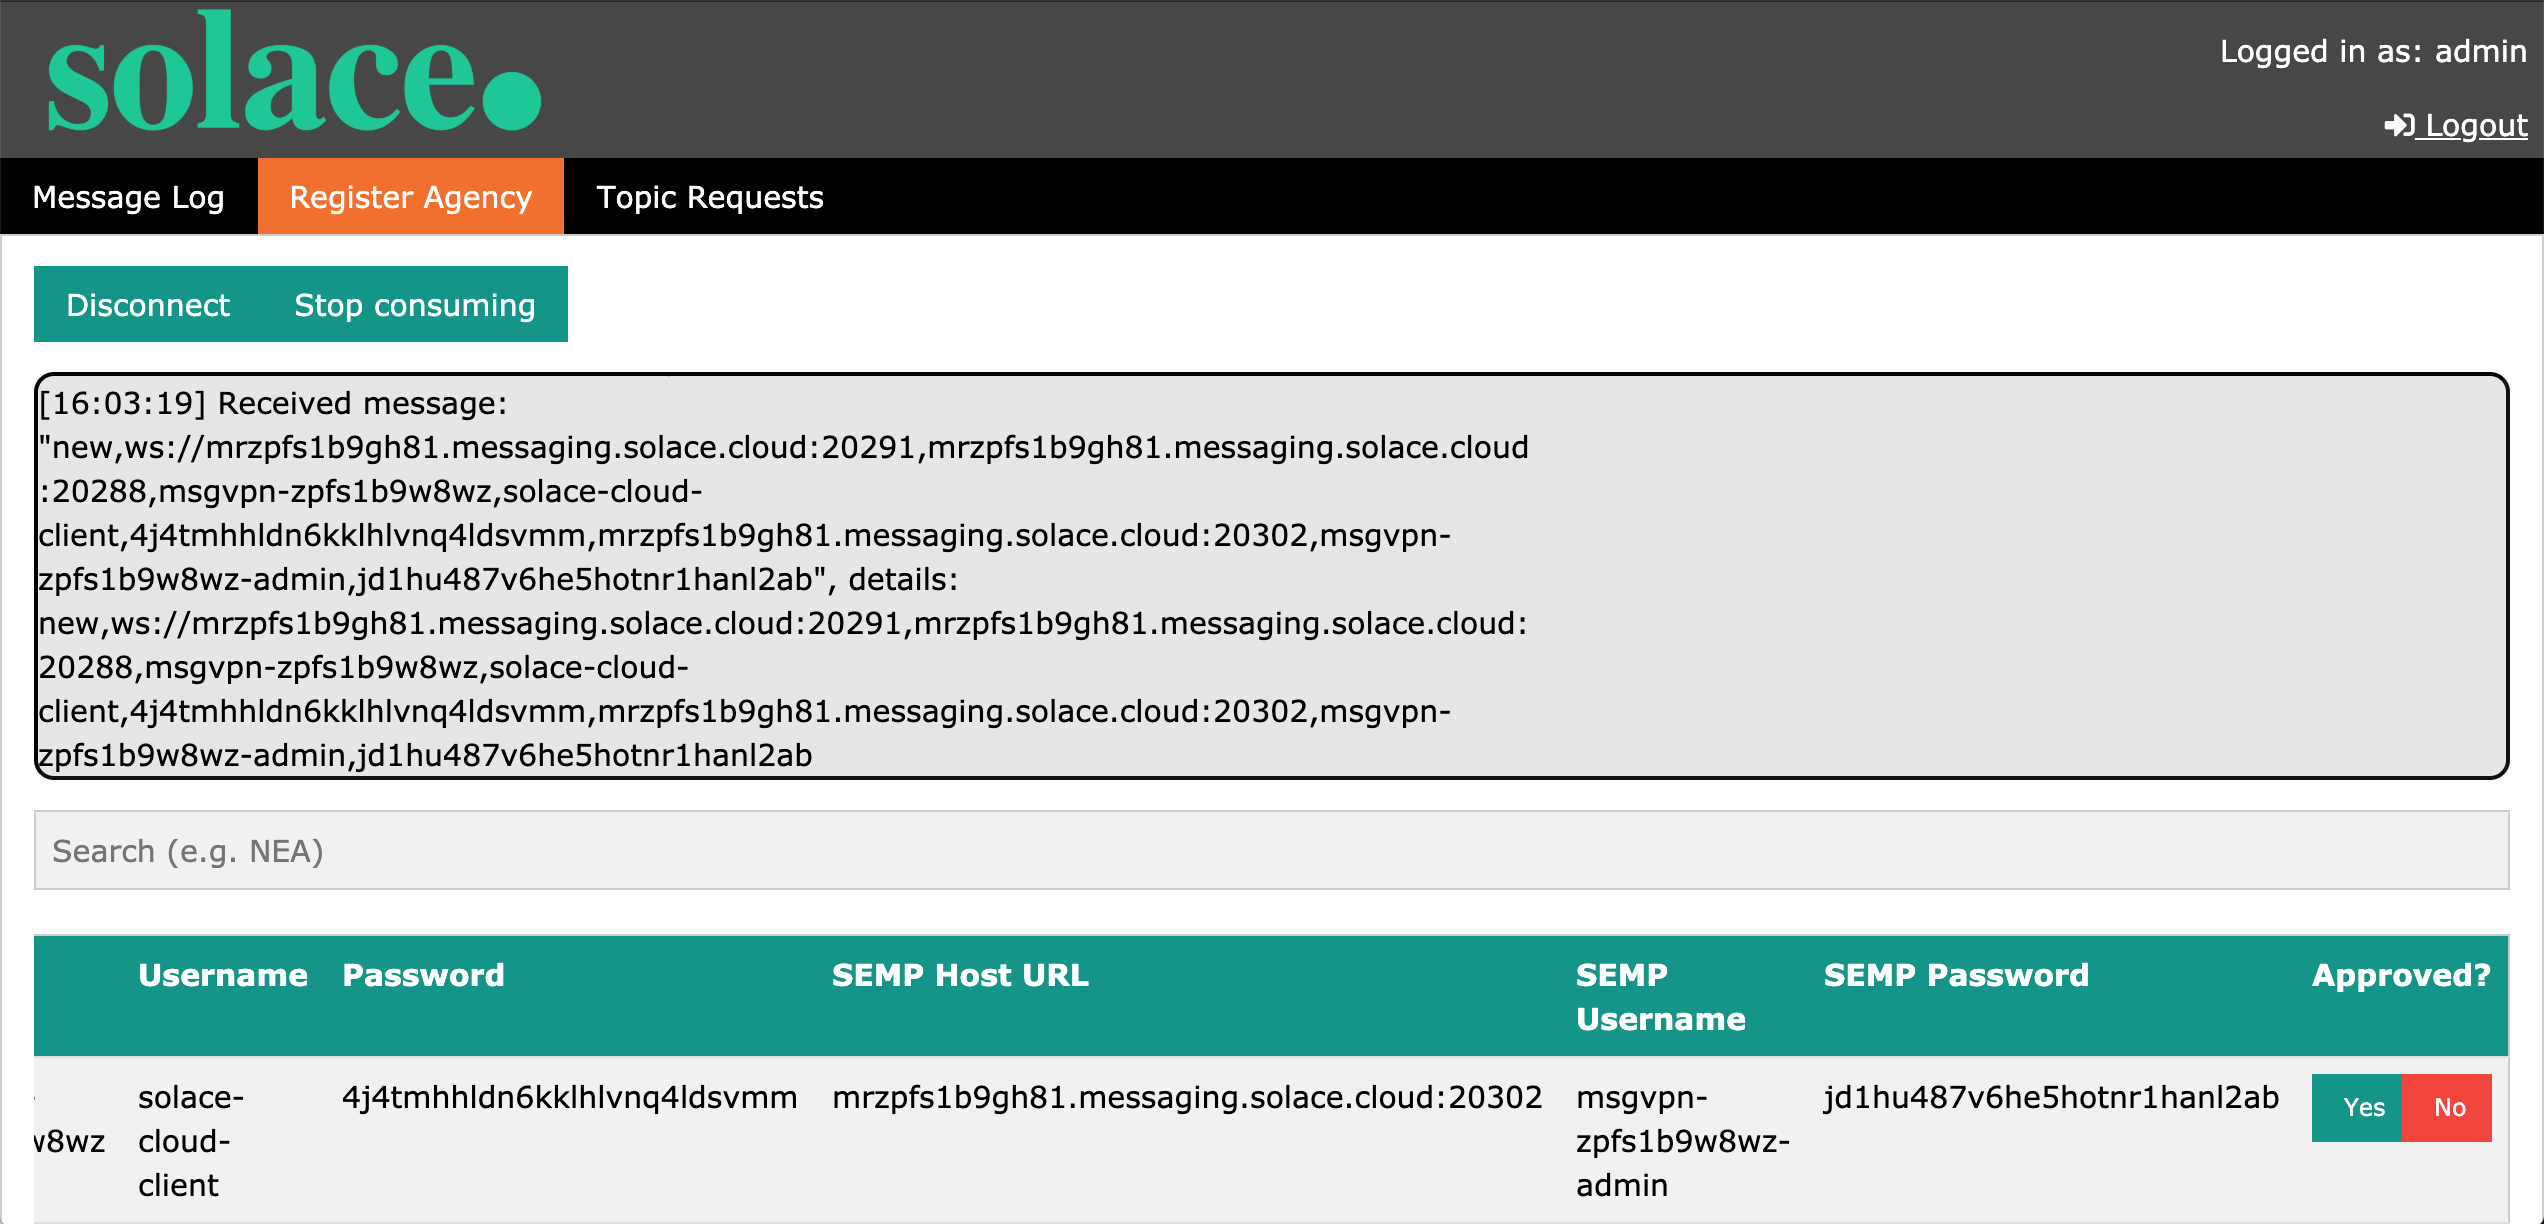 solace.
Logged in as: admin
Logout
Message Log
Register Agency
Topic Requests
Disconnect
Stop consuming
[16:03:19] Received message:
"new,ws://mrzpfs1b9gh81.messaging.solace.cloud:20291,mrzpfs1b9gh81.messaging.solace.cloud
:20288,msgvpn-zpfs1b9w8wz,solace-cloud-
client,4j4tmhhldn6kklhlvnq4ldsvmm,mrzpfs1b9gh81.messaging.solace.cloud:20302,msgvpn-
zpfs1b9w8wz-admin,jd1hu487v6he5hotnr1hanl2ab", details:
new,ws://mrzpfs1b9gh81.messaging.solace.cloud:20291,mrzpfs1b9gh81.messaging.solace.cloud:
20288,msgvpn-zpfs1b9w8wz,solace-cloud-
client,4j4tmhhldn6kklhlvnq4ldsvmm,mrzpfs1b9gh81.messaging.solace.cloud:20302,msgvpn-
zpfs1b9w8wz-admin,jd1hu487v6he5hotnr1hanl2ab
Search (e.g. NEA)
Username
Password
SEMP Host URL
SEMP
Username
SEMP Password
Approved?
w8wz
solace-
cloud-
client
4j4tmhhldn6kklhlvnq4ldsvmm
mrzpfs1b9gh81.messaging.solace.cloud:20302
msgvpn-
zpfs1b9w8wz-
admin
jd1hu487v6he5hotnr1hanl2ab
Yes
No